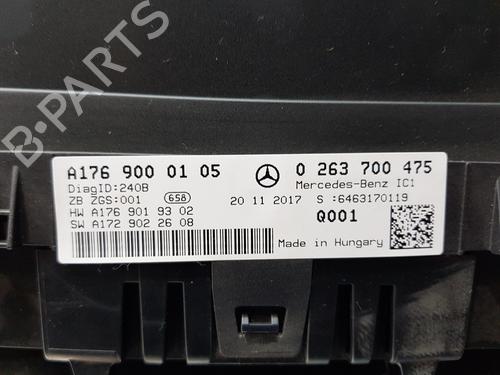 A176 900 01 05 0 263 700 475
DiagID:240B Mercedes-Benz IC1
ZB ZGS:001 658 20 11 2017 S :6463170119
HW A176 901 93 02 Q001
SW A172 902 26 08
Made in Hungary
B-PARTS